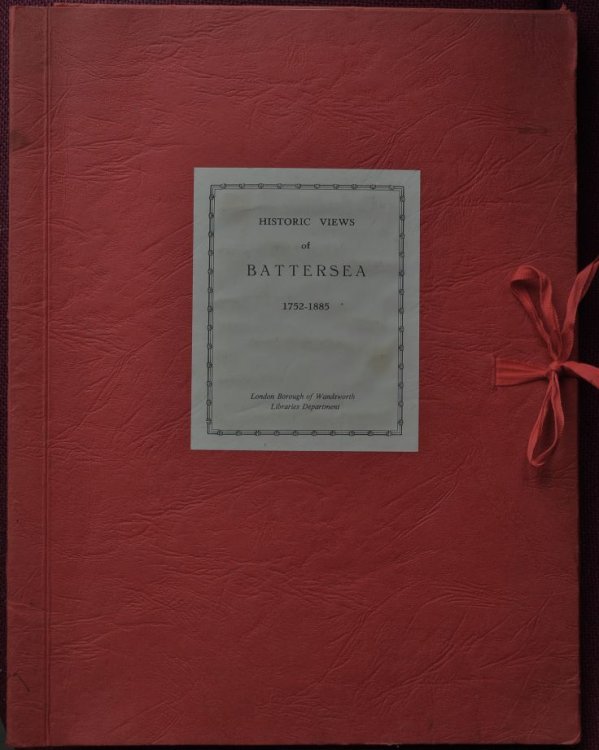 HISTORIC VIEWS
of
BATTERSEA
1752-1885
London Borough of Wandsworth
Libraries Department